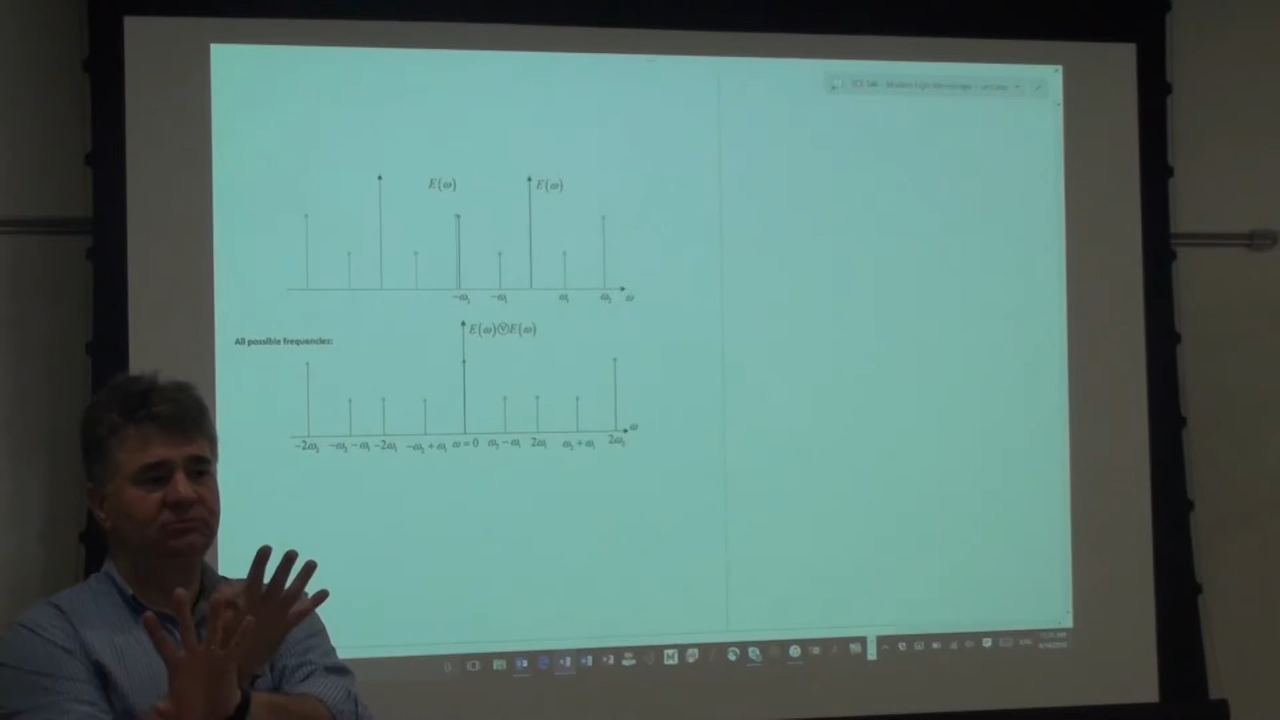 E(ω) E(ω)
-ω₂ -ω₁ ω₁ ω₂ ω
E(ω)ⓥE(ω)
All possible frequencies:
ω
-2ω₂ -ω₂-ω₁ -2ω₁ -ω₂+ω₁ ω=0 ω₂-ω₁ 2ω₁ ω₂+ω₁ 2ω₂